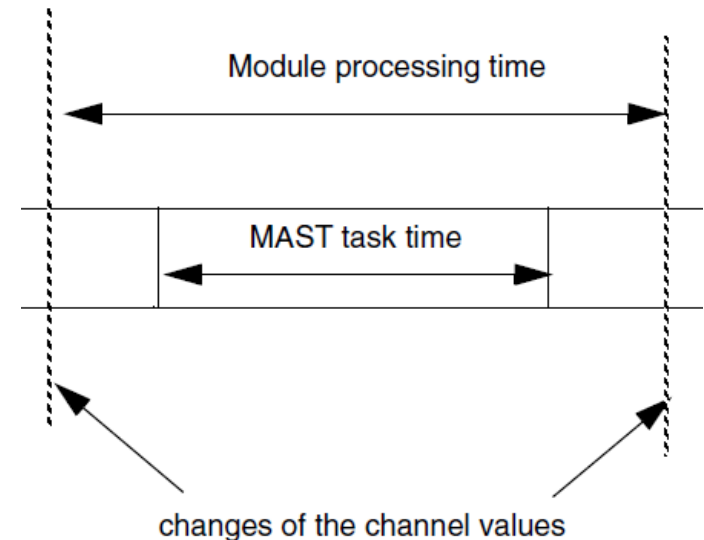 Module processing time
MAST task time
changes of the channel values